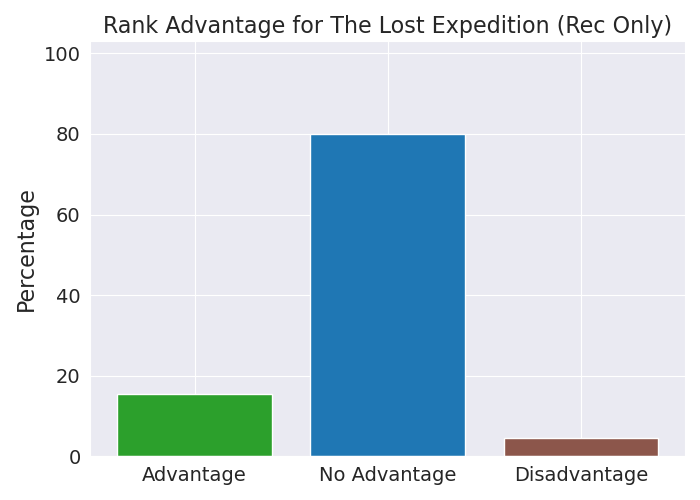 Rank Advantage for The Lost Expedition (Rec Only)
100
80
60
40
20
0
Percentage
Advantage
No Advantage
Disadvantage